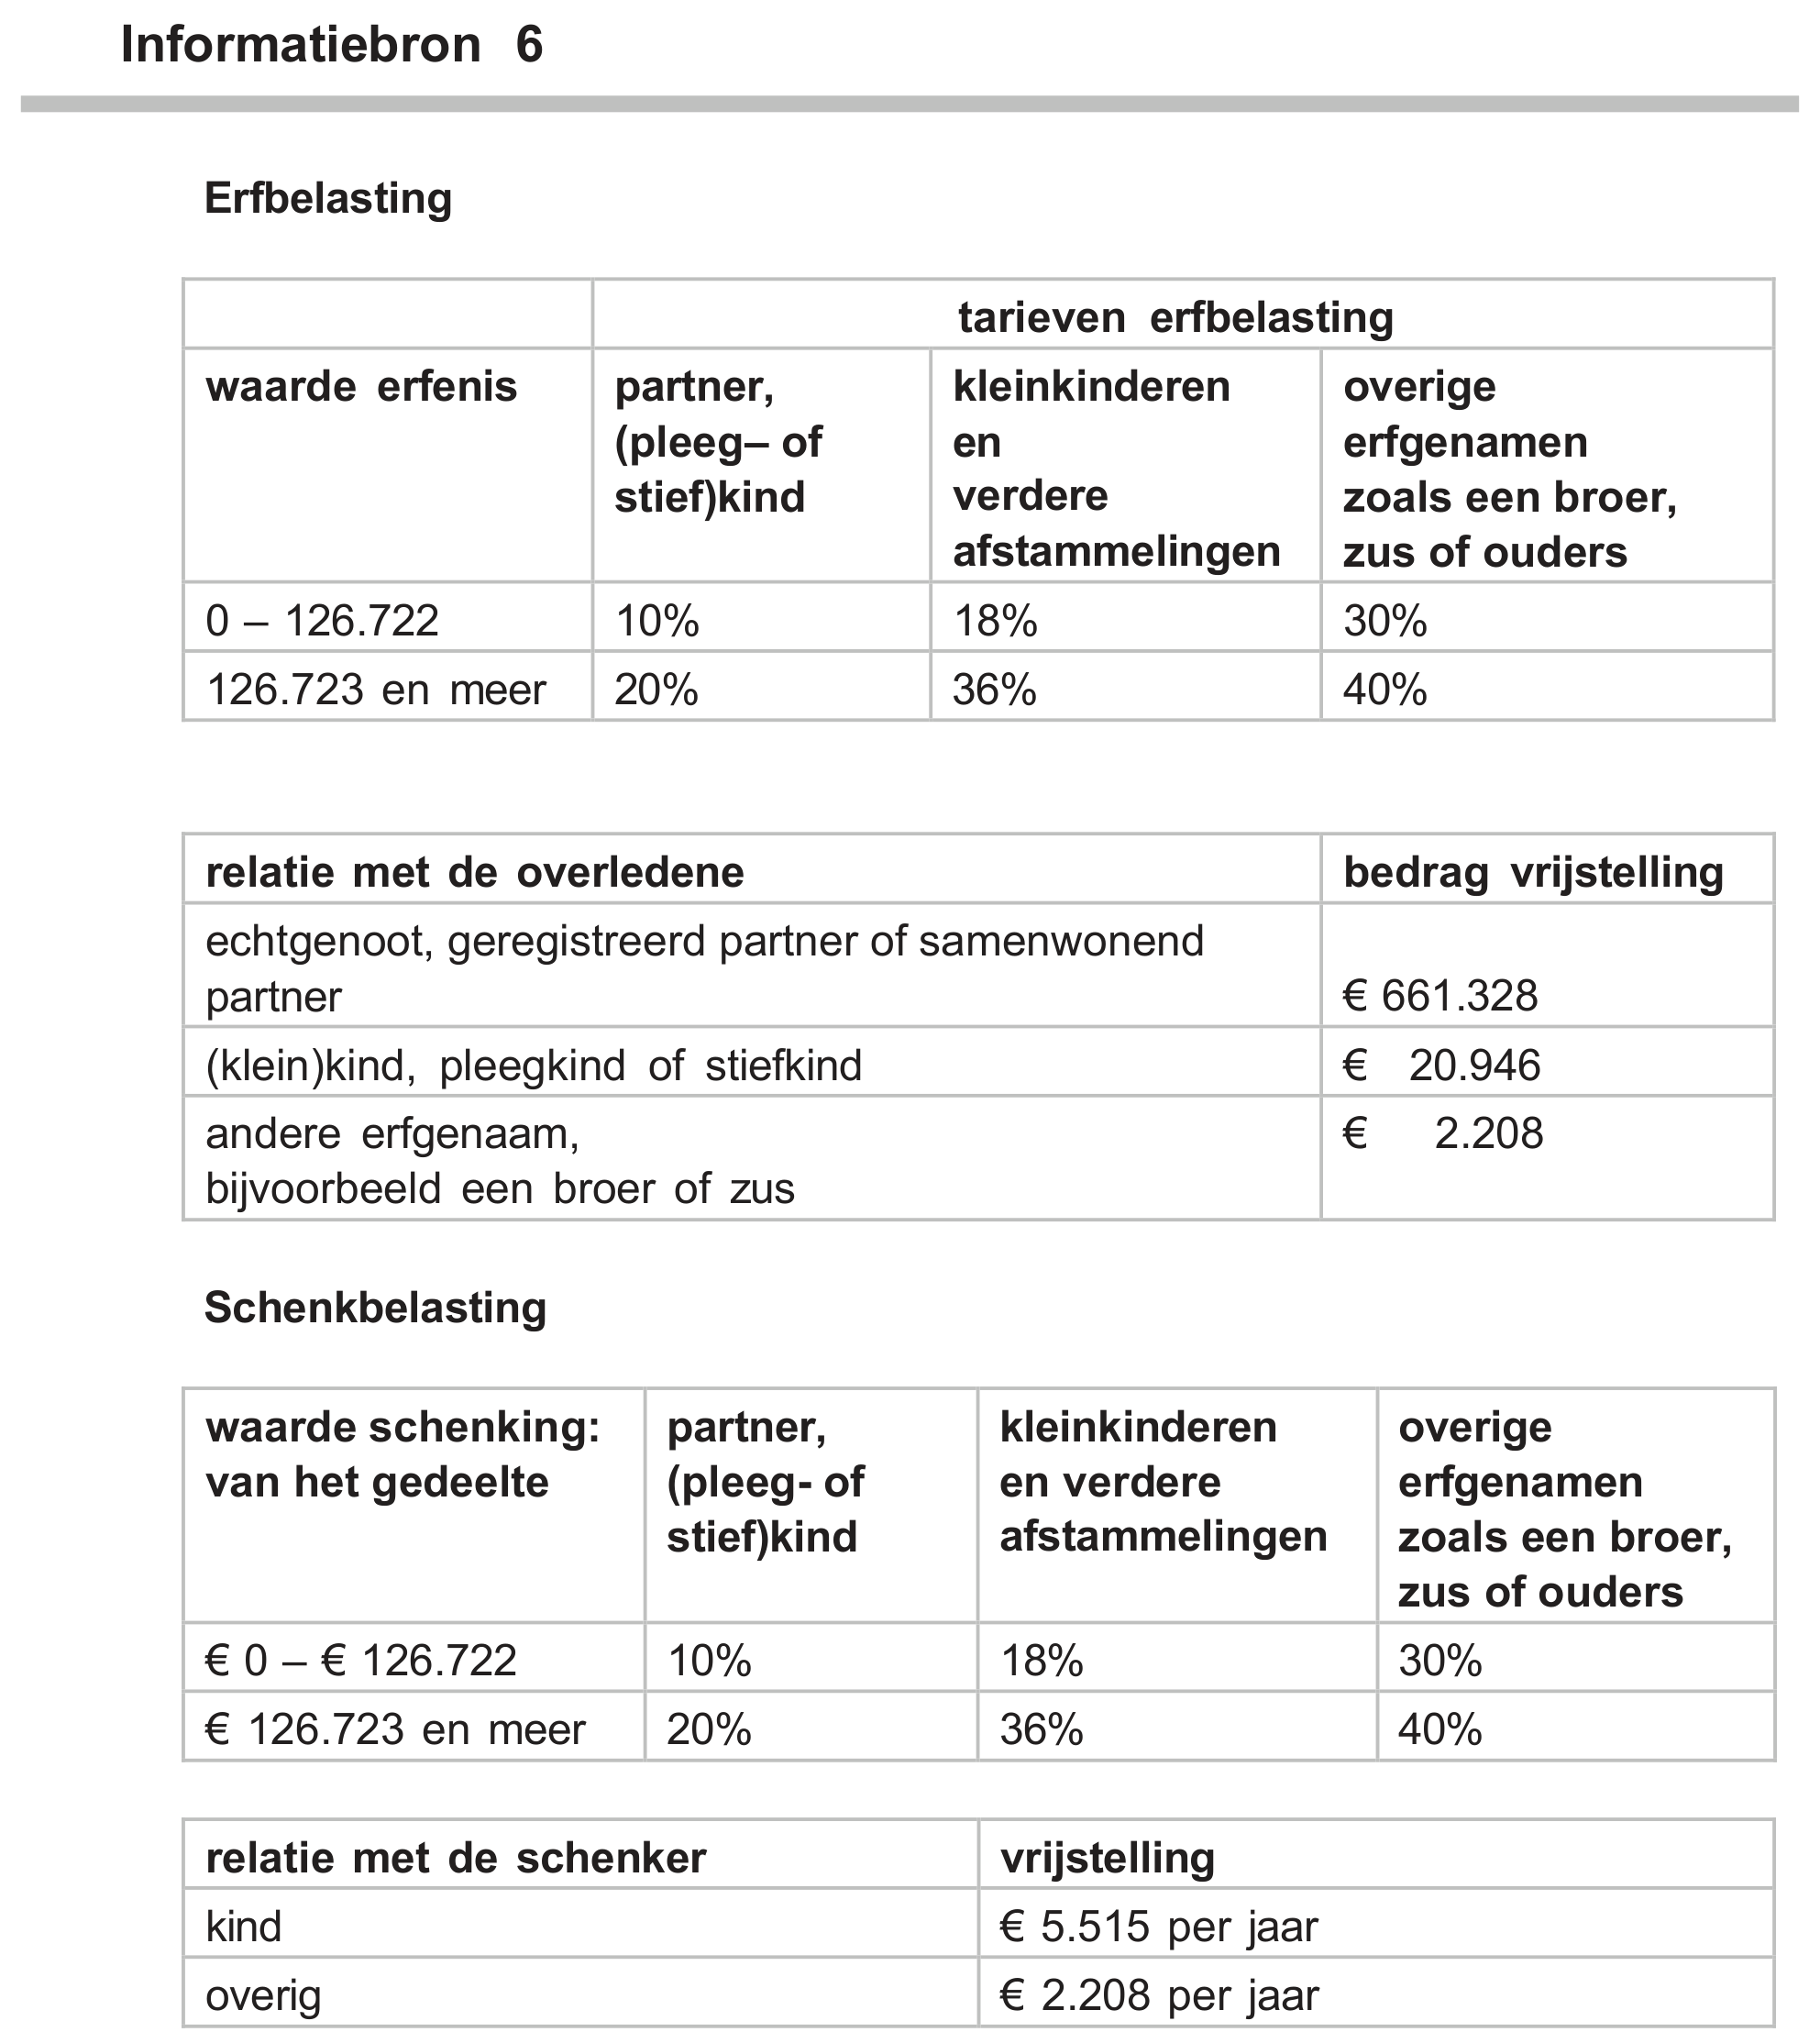 Informatiebron 6
Erfbelasting
tarieven erfbelasting
waarde erfenis
partner,
(pleeg– of
stief)kind
kleinkinderen
en
verdere
afstammelingen
overige
erfgenamen
zoals een broer,
zus of ouders
0 – 126.722 10% 18% 30%
126.723 en meer 20% 36% 40%
relatie met de overledene bedrag vrijstelling
echtgenoot, geregistreerd partner of samenwonend
partner € 661.328
(klein)kind, pleegkind of stiefkind € 20.946
andere erfgenaam, € 2.208
bijvoorbeeld een broer of zus
Schenkbelasting
waarde schenking:
van het gedeelte
partner,
(pleeg- of
stief)kind
kleinkinderen
en verdere
afstammelingen
overige
erfgenamen
zoals een broer,
zus of ouders
€ 0 – € 126.722 10% 18% 30%
€ 126.723 en meer 20% 36% 40%
relatie met de schenker vrijstelling
kind € 5.515 per jaar
overig € 2.208 per jaar